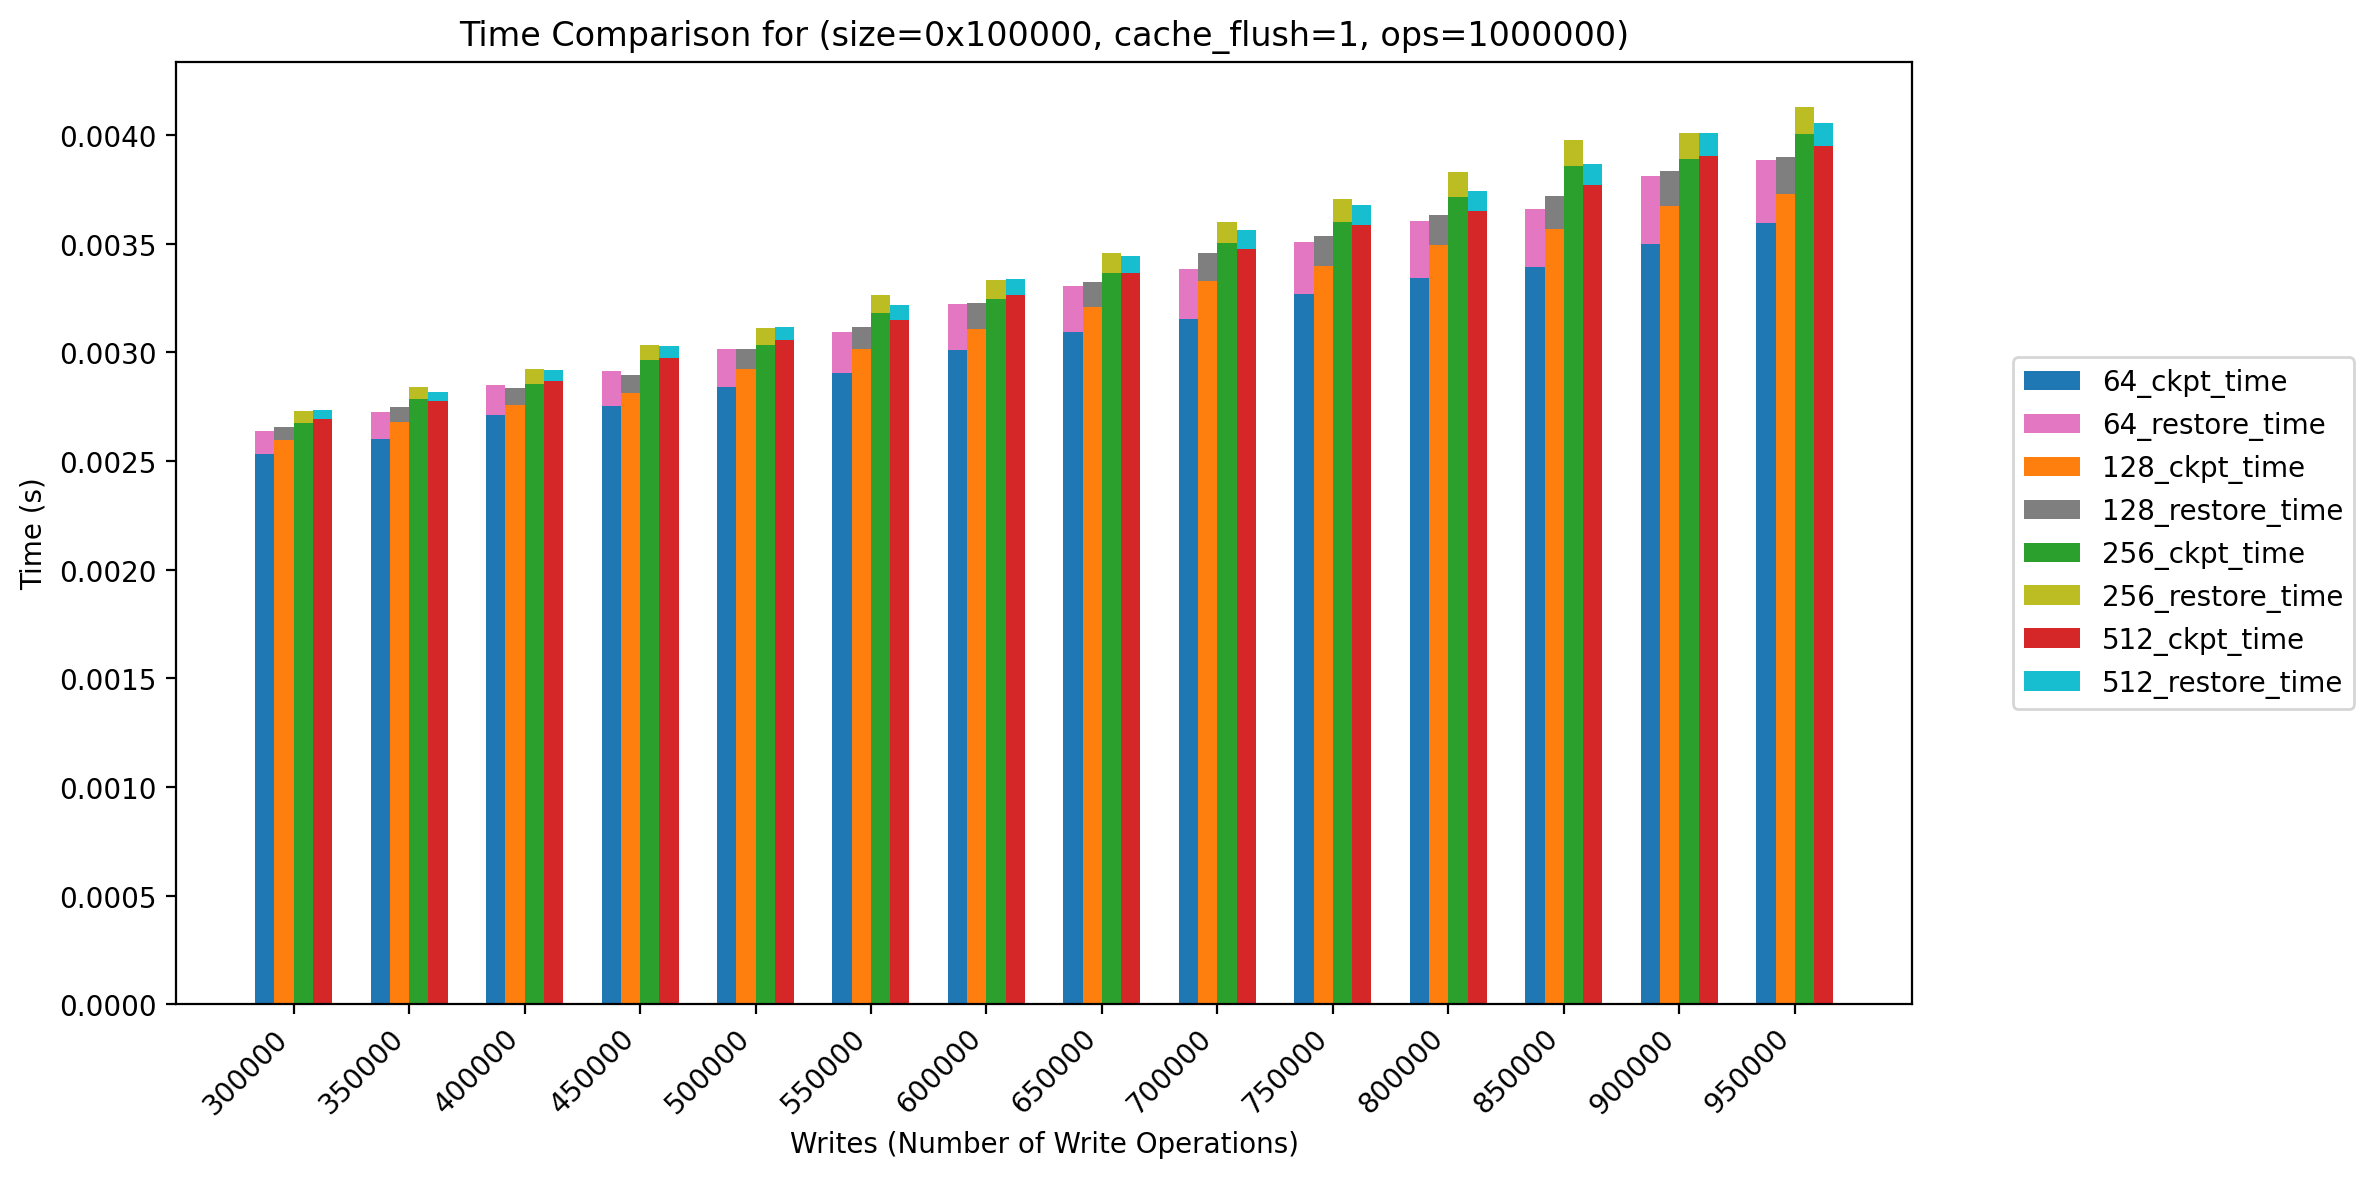 Time Comparison for (size=0x100000, cache_flush=1, ops=1000000)
Time (s)
0.0040
0.0035
0.0030
0.0025
0.0020
0.0015
0.0010
0.0005
0.0000
300000
350000
400000
450000
500000
550000
600000
650000
700000
750000
800000
850000
900000
950000
Writes (Number of Write Operations)
64_ckpt_time
64_restore_time
128_ckpt_time
128_restore_time
256_ckpt_time
256_restore_time
512_ckpt_time
512_restore_time